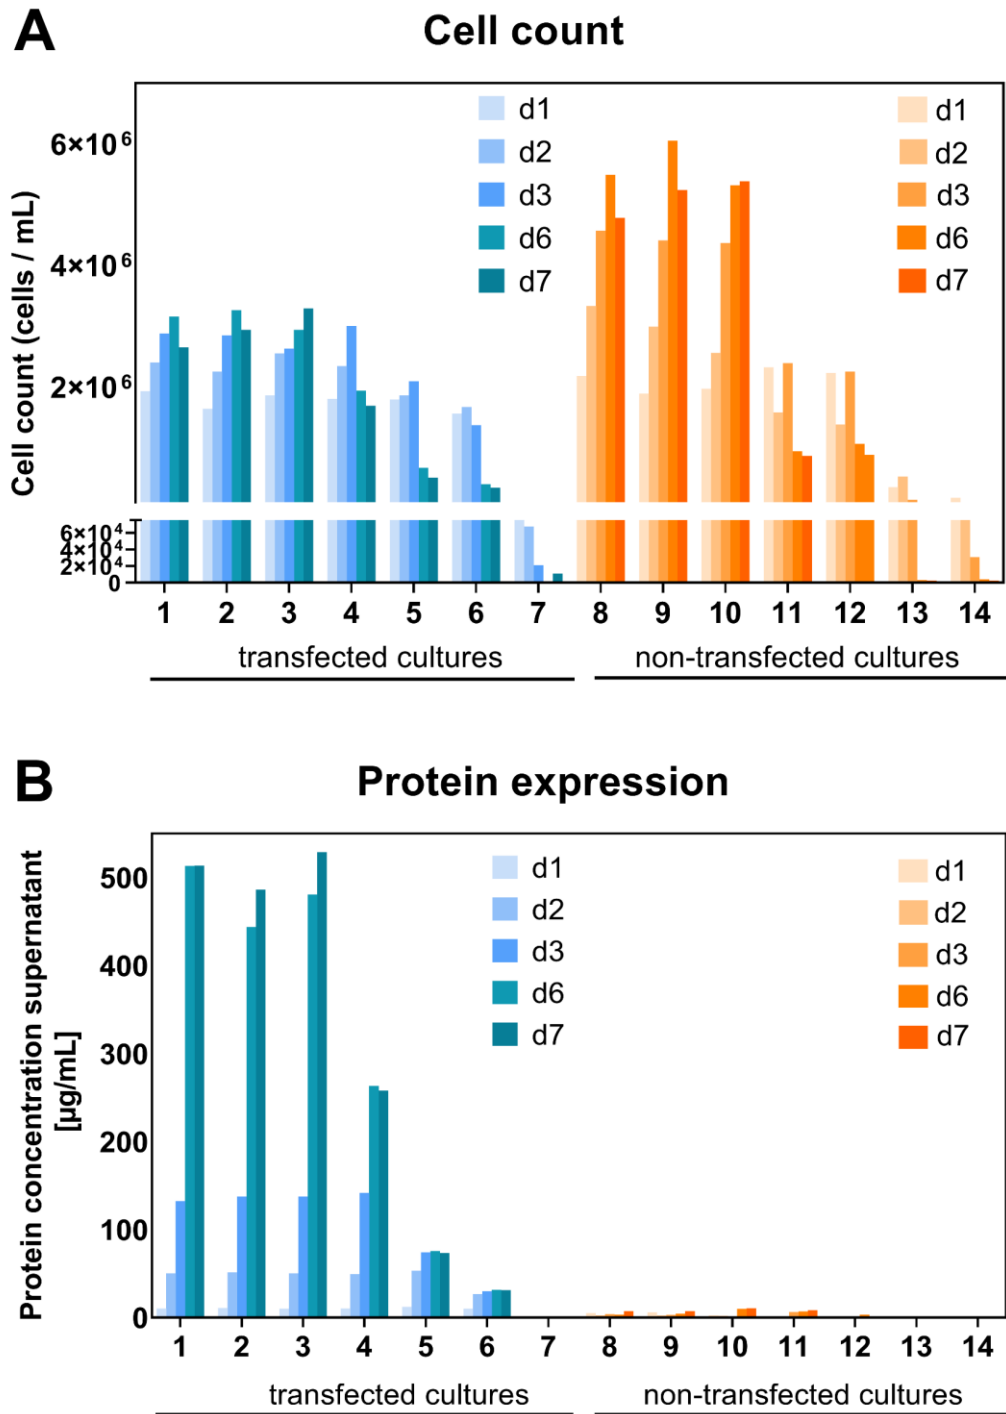 A
Cell count
Cell count (cells / mL)
6×10⁶
4×10⁶
2×10⁶
6×10⁴
4×10⁴
2×10⁴
0
d1
d2
d3
d6
d7
d1
d2
d3
d6
d7
1 2 3 4 5 6 7 8 9 10 11 12 13 14
transfected cultures non-transfected cultures
B
Protein expression
Protein concentration supernatant
[µg/mL]
500
400
300
200
100
0
d1
d2
d3
d6
d7
d1
d2
d3
d6
d7
1 2 3 4 5 6 7 8 9 10 11 12 13 14
transfected cultures non-transfected cultures